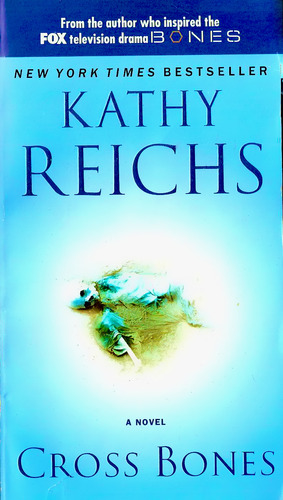 From the author who inspired the
FOX television drama BONES
NEW YORK TIMES BESTSELLER
KATHY
REICHS
A NOVEL
CROSS BONES